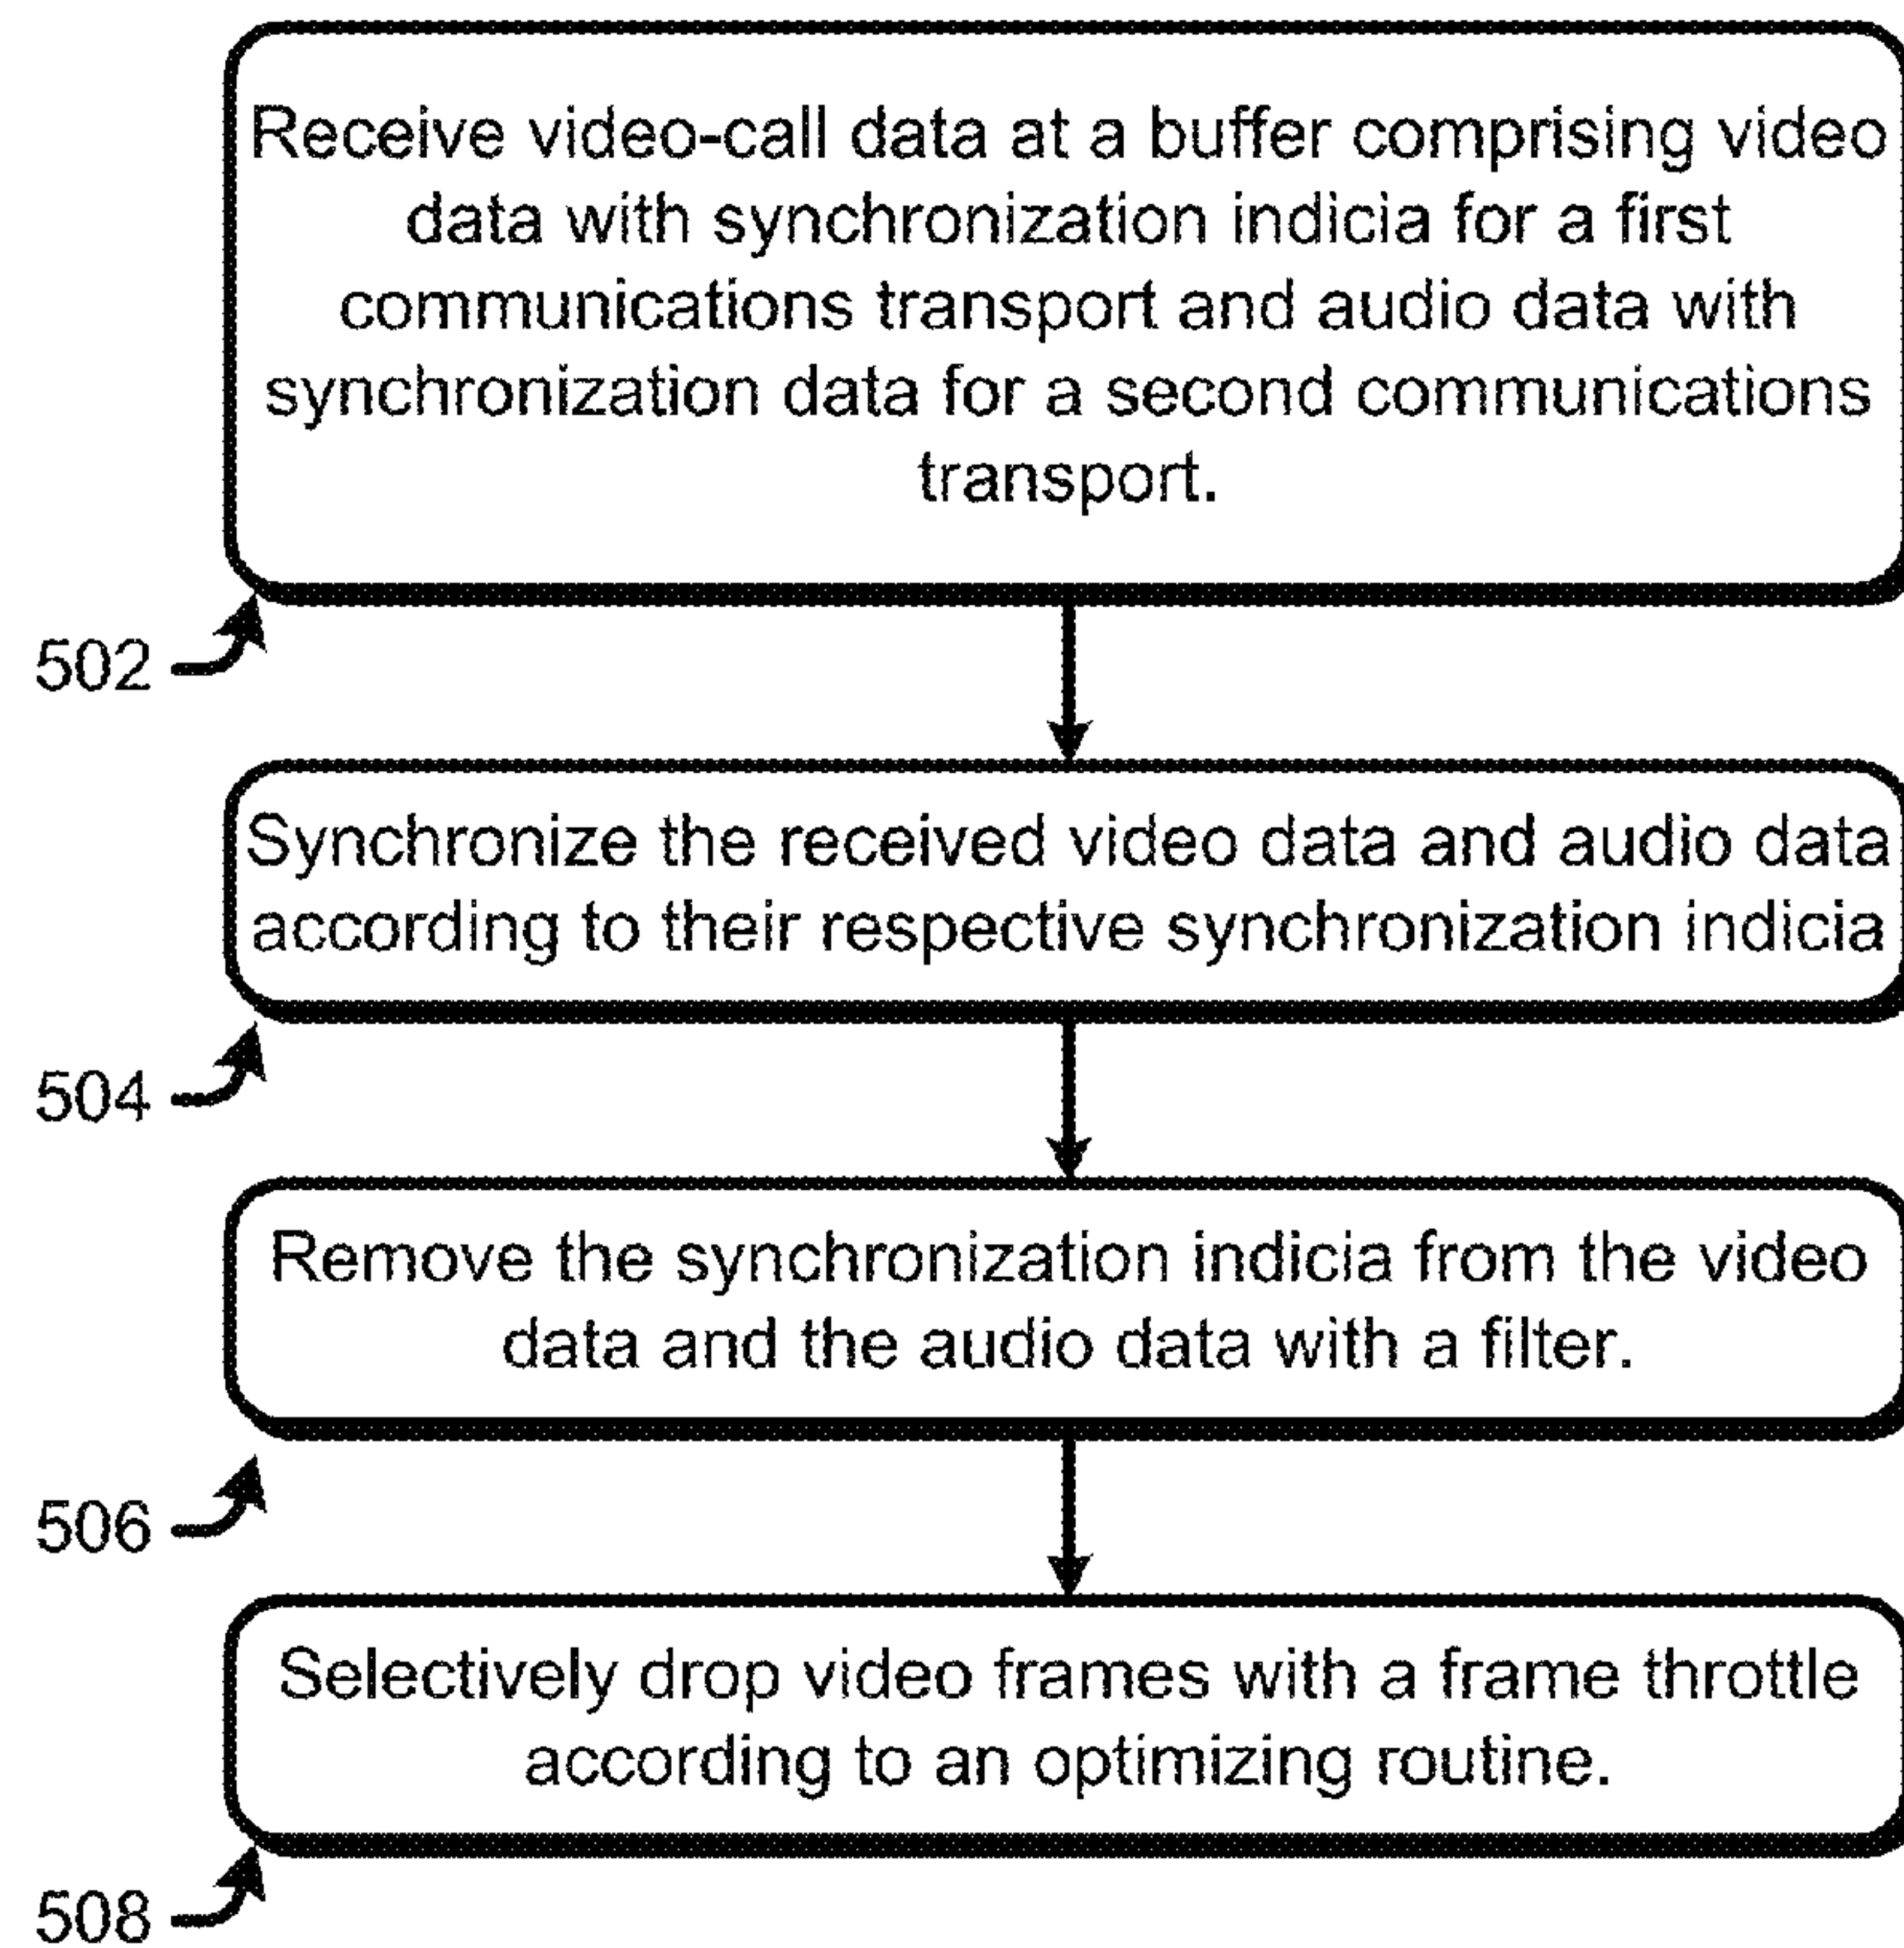 Receive video-call data at a buffer comprising video
data with synchronization indicia for a first
communications transport and audio data with
synchronization data for a second communications
transport.
502
Synchronize the received video data and audio data
according to their respective synchronization indicia
504
Remove the synchronization indicia from the video
data and the audio data with a filter.
506
Selectively drop video frames with a frame throttle
according to an optimizing routine.
508